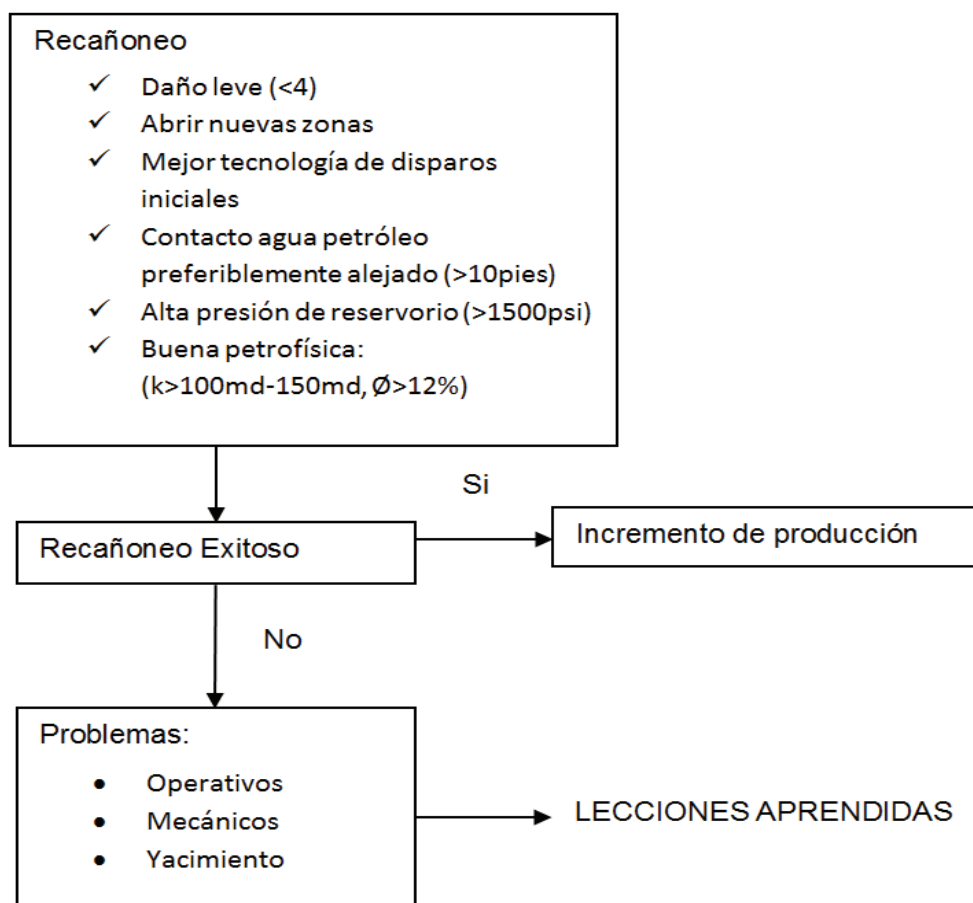 Recañoneo
✓ Daño leve (<4)
✓ Abrir nuevas zonas
✓ Mejor tecnología de disparos
iniciales
✓ Contacto agua petróleo
preferiblemente alejado (>10pies)
✓ Alta presión de reservorio (>1500psi)
✓ Buena petrofísica:
(k>100md-150md, Ø>12%)
Si
Recañoneo Exitoso
Incremento de producción
No
Problemas:
• Operativos
• Mecánicos
• Yacimiento
LECCIONES APRENDIDAS